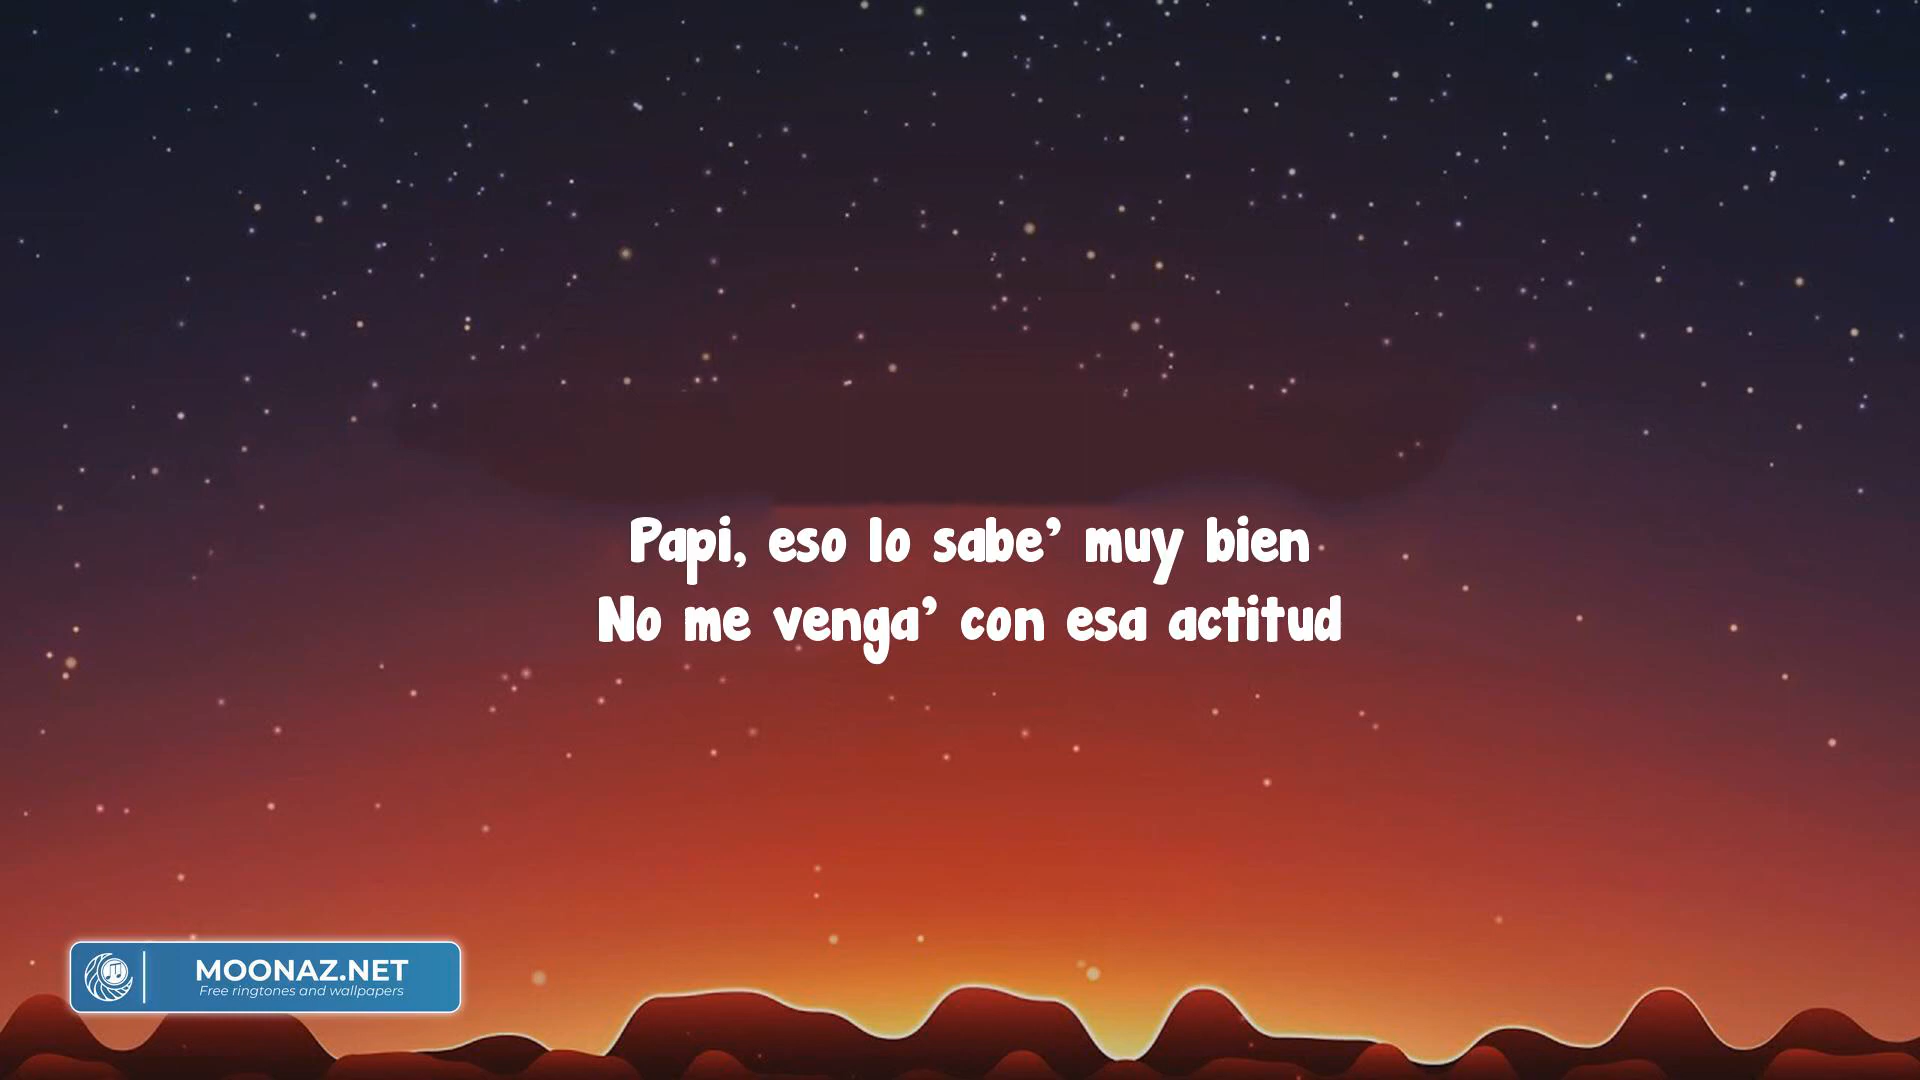 Papi, eso lo sabe' muy bien
No me venga' con esa actitud
MOONAZ.NET
Free ringtones and wallpapers